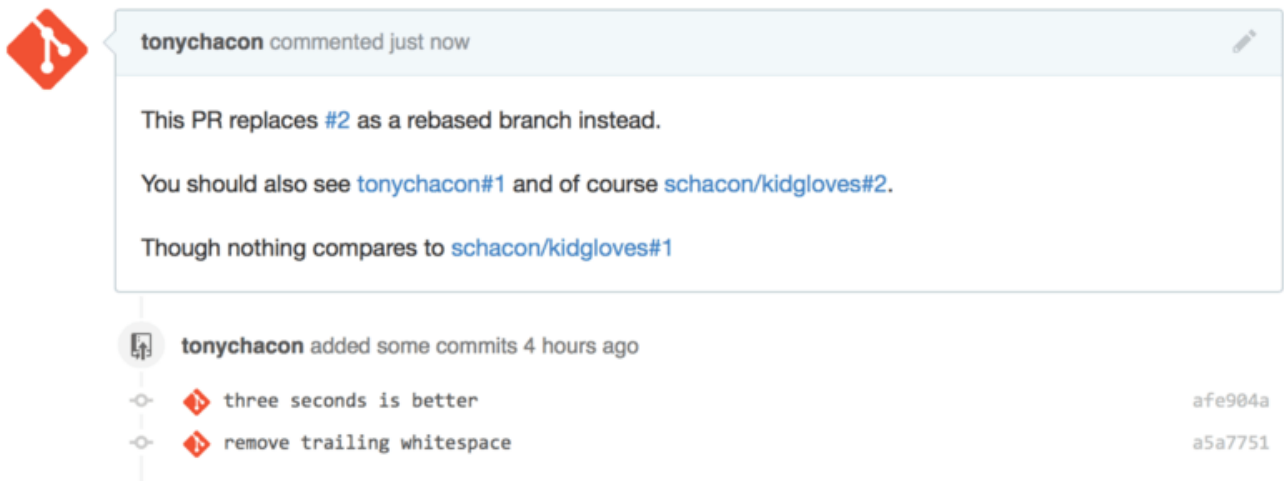 tonychacon commented just now
This PR replaces #2 as a rebased branch instead.
You should also see tonychacon#1 and of course schacon/kidgloves#2.
Though nothing compares to schacon/kidgloves#1
tonychacon added some commits 4 hours ago
three seconds is better afe904a
remove trailing whitespace a5a7751